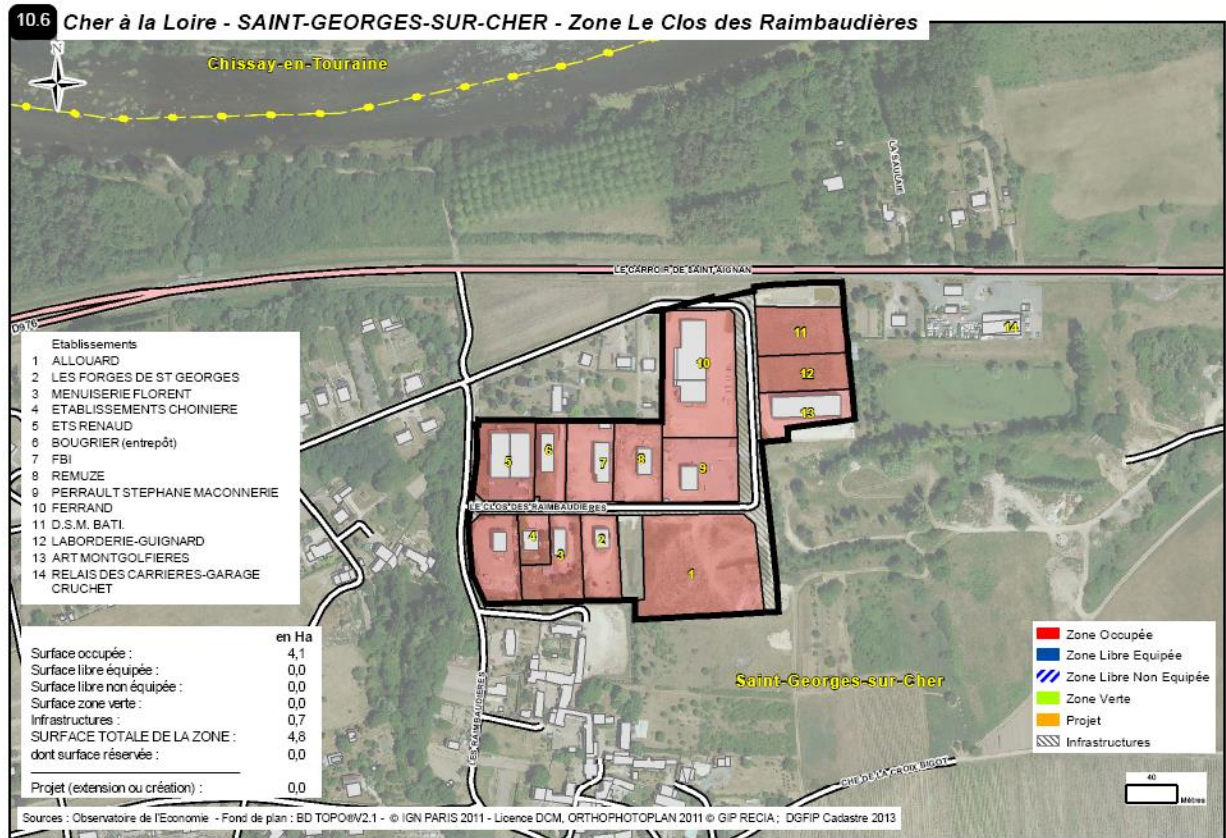 10.6 Cher à la Loire - SAINT-GEORGES-SUR-CHER - Zone Le Clos des Raimbaudières
N
Chissay-en-Touraine
LA SAULAIE
LE CARROIR DE SAINT AIGNAN
D976
14
11
10
12
13
5
6
7
8
9
LE CLOS DES RAIMBAUDIERES
4
3
2
1
Etablissements
1 ALLOUARD
2 LES FORGES DE ST GEORGES
3 MENUISERIE FLORENT
4 ETABLISSEMENTS CHOINIERE
5 ETS RENAUD
6 BOUGRIER (entrepôt)
7 FBI
8 REMUZE
9 PERRAULT STEPHANE MACONNERIE
10 FERRAND
11 D.S.M. BATI.
12 LABORDERIE-GUIGNARD
13 ART MONTGOLFIERES
14 RELAIS DES CARRIERES-GARAGE
CRUCHET
en Ha
Surface occupée : 4,1
Surface libre équipée : 0,0
Surface libre non équipée : 0,0
Surface zone verte : 0,0
Infrastructures : 0,7
SURFACE TOTALE DE LA ZONE : 4,8
dont surface réservée : 0,0
Projet (extension ou création) : 0,0
LES RAIMBAUDIERES
Saint-Georges-sur-Cher
CHE DE LA CROIX BIGOT
Zone Occupée
Zone Libre Equipée
Zone Libre Non Equipée
Zone Verte
Projet
Infrastructures
40
Mètres
Sources : Observatoire de l'Economie - Fond de plan : BD TOPO®V2.1 - © IGN PARIS 2011 - Licence DCM, ORTHOPHOTOPLAN 2011 © GIP RECIA ; DGFIP Cadastre 2013